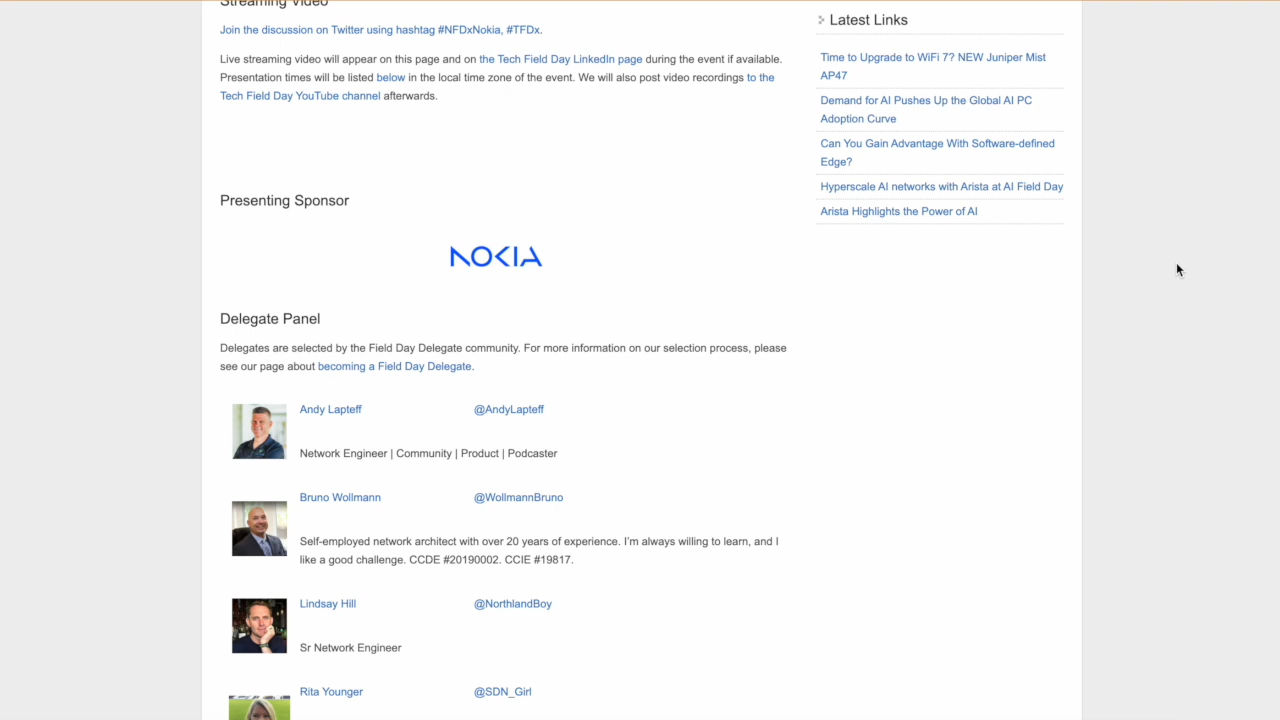 Streaming Video
Join the discussion on Twitter using hashtag #NFDxNokia, #TFDx.
Live streaming video will appear on this page and on the Tech Field Day LinkedIn page during the event if available.
Presentation times will be listed below in the local time zone of the event. We will also post video recordings to the
Tech Field Day YouTube channel afterwards.
Presenting Sponsor
NOKIA
Delegate Panel
Delegates are selected by the Field Day Delegate community. For more information on our selection process, please
see our page about becoming a Field Day Delegate.
Andy Lapteff @AndyLapteff
Network Engineer | Community | Product | Podcaster
Bruno Wollmann @WollmannBruno
Self-employed network architect with over 20 years of experience. I'm always willing to learn, and I
like a good challenge. CCDE #20190002. CCIE #19817.
Lindsay Hill @NorthlandBoy
Sr Network Engineer
Rita Younger @SDN_Girl
Latest Links
Time to Upgrade to WiFi 7? NEW Juniper Mist
AP47
Demand for AI Pushes Up the Global AI PC
Adoption Curve
Can You Gain Advantage With Software-defined
Edge?
Hyperscale AI networks with Arista at AI Field Day
Arista Highlights the Power of AI